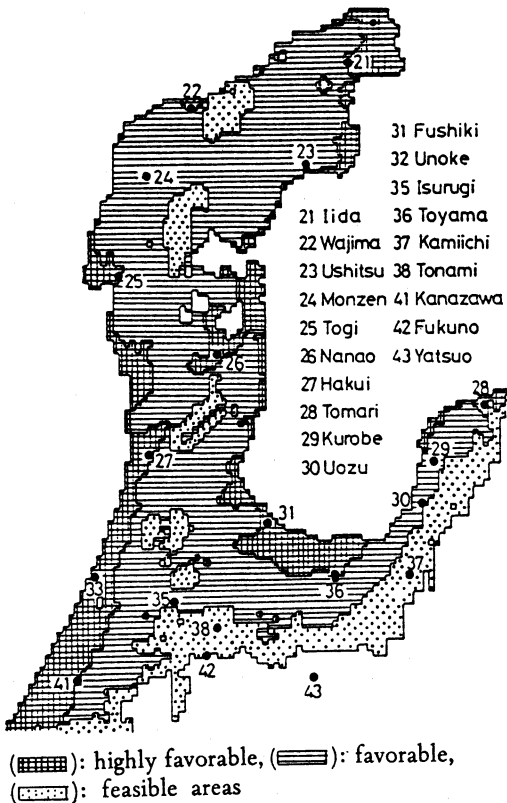 21
22
23
24
25
26
27
28
29
30
31
33
35
36
37
38
41
42
43
31 Fushiki
32 Unoke
35 Isurugi
21 Iida 36 Toyama
22 Wajima 37 Kamiichi
23 Ushitsu 38 Tonami
24 Monzen 41 Kanazawa
25 Togi 42 Fukuno
26 Nanao 43 Yatsuo
27 Hakui
28 Tomari
29 Kurobe
30 Uozu
( ): highly favorable, ( ): favorable,
( ): feasible areas